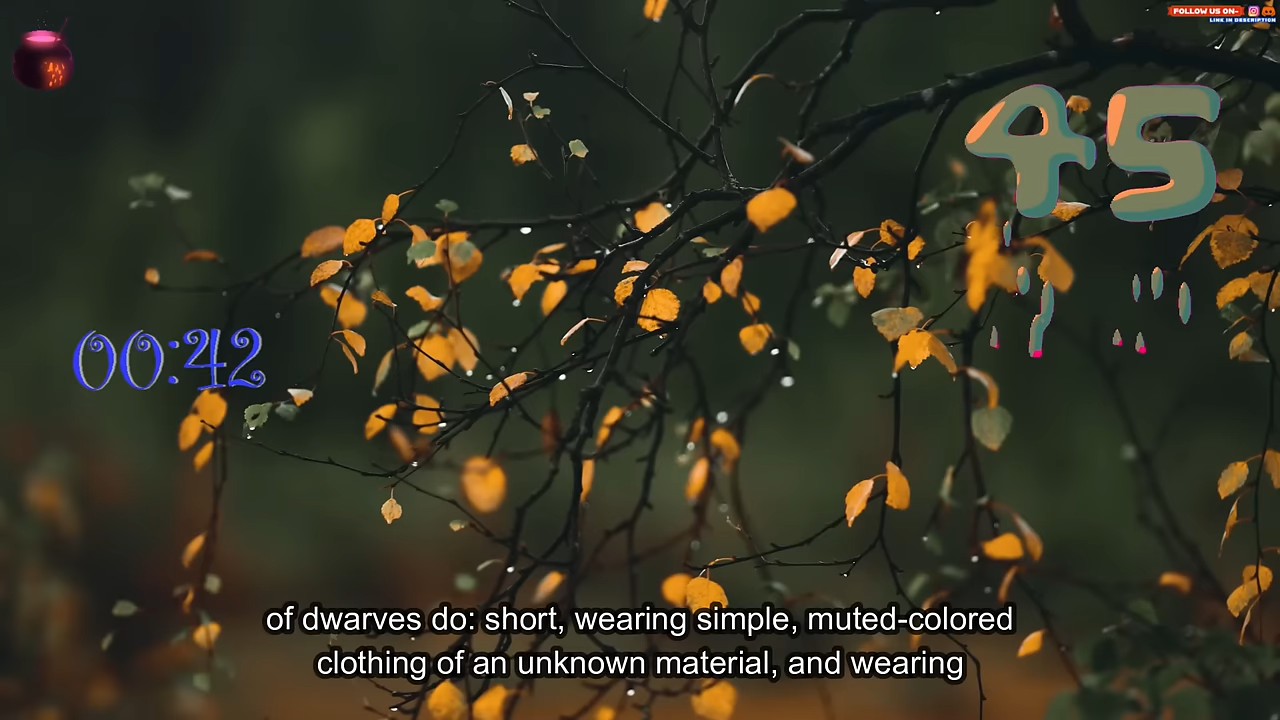 FOLLOW US ON-
LINK IN DESCRIPTION
45
00:42
of dwarves do: short, wearing simple, muted-colored
clothing of an unknown material, and wearing